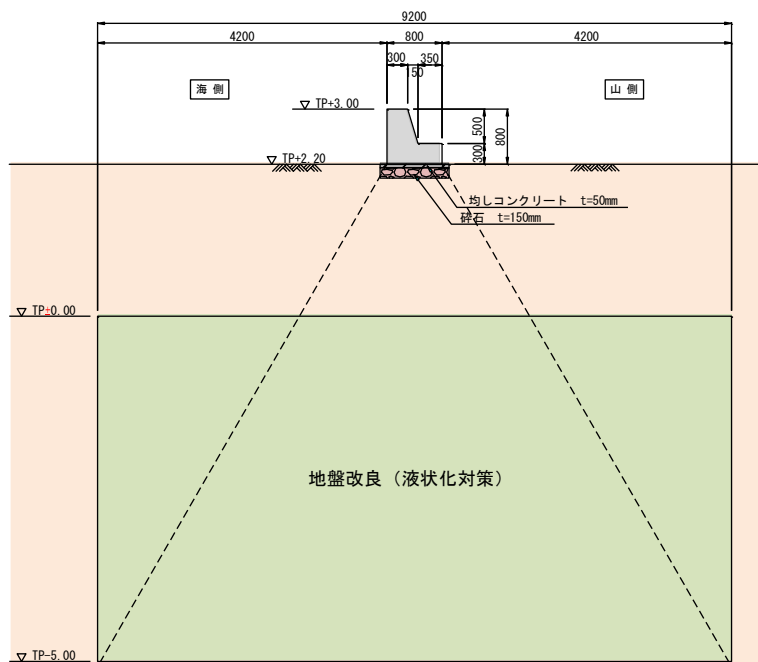 9200
4200
800
4200
300
350
150
海 側
山 側
TP+3.00
500
800
300
TP+2.20
均しコンクリート t=50mm
砕石 t=150mm
TP±0.00
地盤改良（液状化対策）
TP-5.00